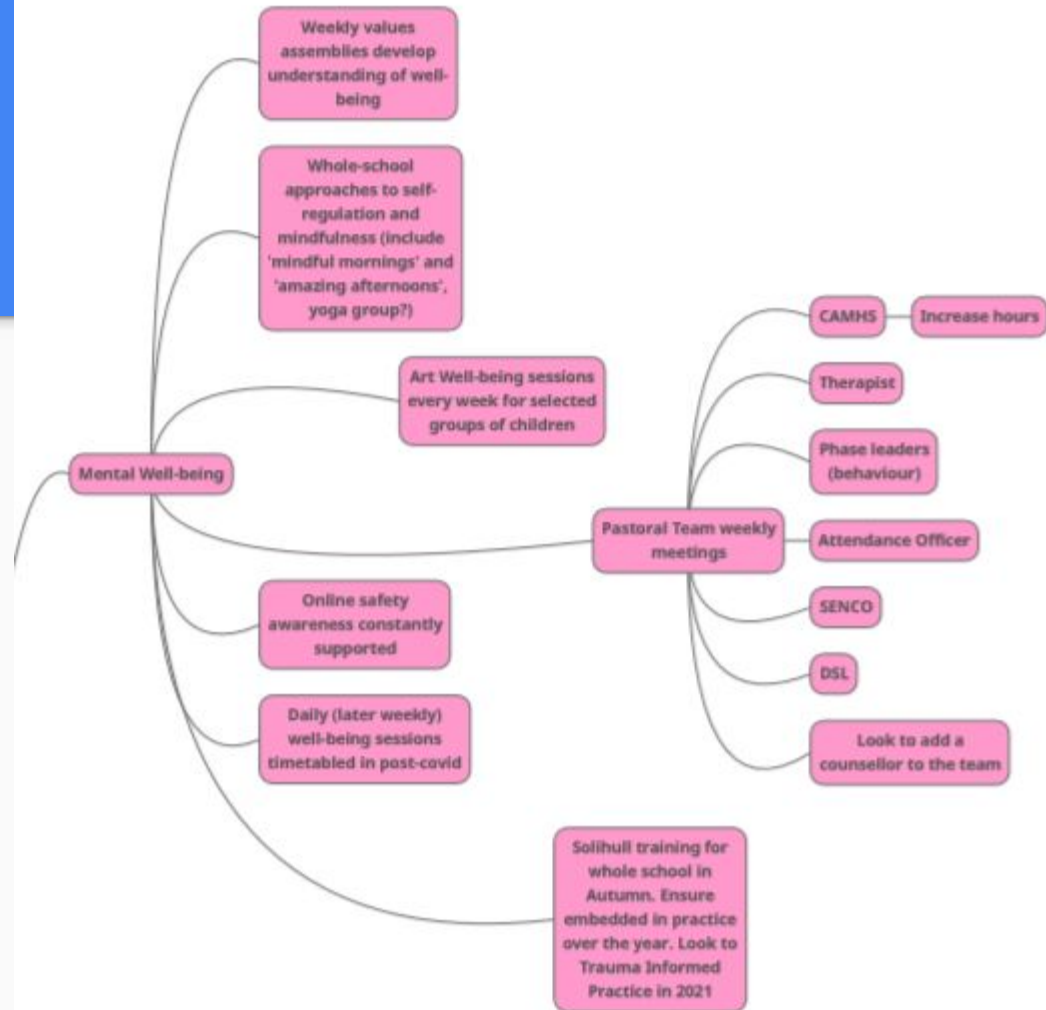 Weekly values
assemblies develop
understanding of well-
being
Whole-school
approaches to self-
regulation and
mindfulness (include
'mindful mornings' and
'amazing afternoons',
yoga group?)
Art Well-being sessions
every week for selected
groups of children
Mental Well-being
Pastoral Team weekly
meetings
CAMHS
Increase hours
Therapist
Phase leaders
(behaviour)
Attendance Officer
SENCO
DSL
Look to add a
counsellor to the team
Online safety
awareness constantly
supported
Daily (later weekly)
well-being sessions
timetabled in post-covid
Solihull training for
whole school in
Autumn. Ensure
embedded in practice
over the year. Look to
Trauma Informed
Practice in 2021